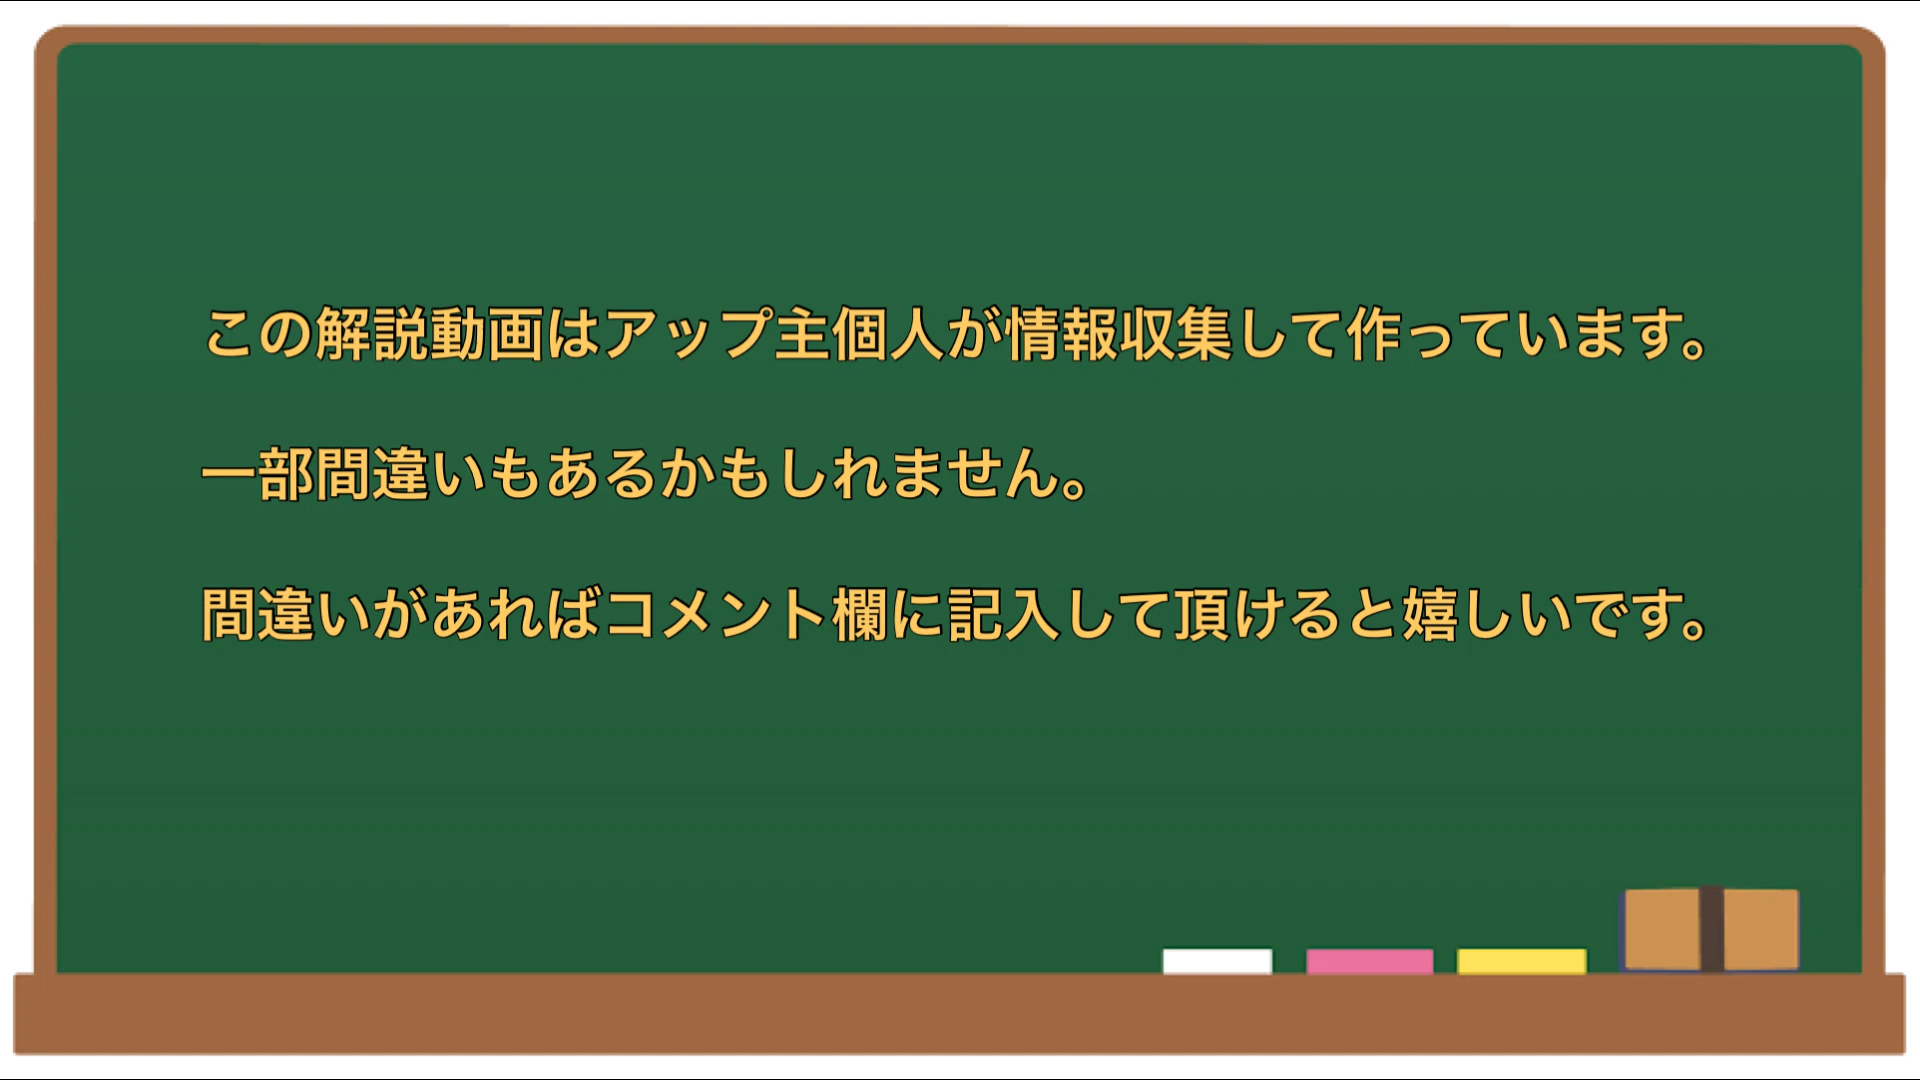 この解説動画はアップ主個人が情報収集して作っています。
一部間違いもあるかもしれません。
間違いがあればコメント欄に記入して頂けると嬉しいです。